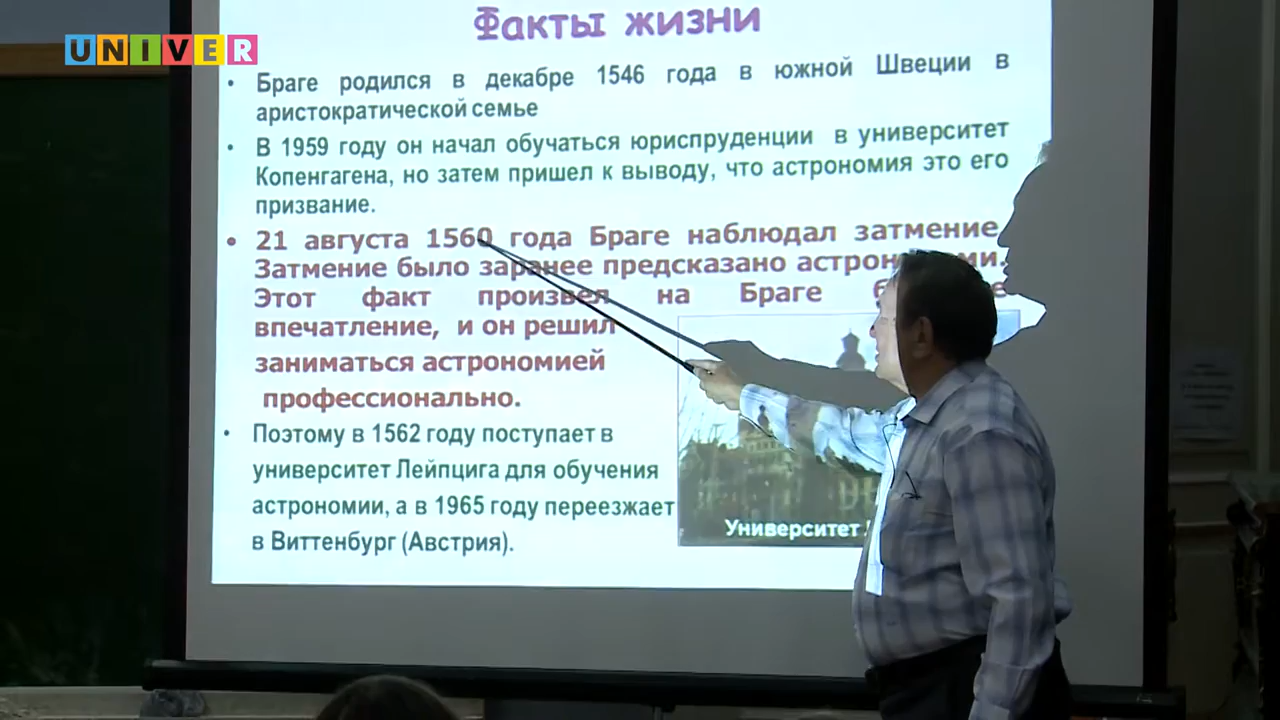 UNIVER
Факты жизни
• Браге родился в декабре 1546 года в южной Швеции в
аристократической семье
• В 1959 году он начал обучаться юриспруденции в университет
Копенгагена, но затем пришел к выводу, что астрономия это его
призвание.
• 21 августа 1560 года Браге наблюдал затмение.
Затмение было заранее предсказано
Этот факт произвел на Браге
впечатление, и он решил
заниматься астрономией
профессионально.
• Поэтому в 1562 году поступает в
университет Лейпцига для обучения
астрономии, а в 1965 году переезжает
в Виттенбург (Австрия).
Университет